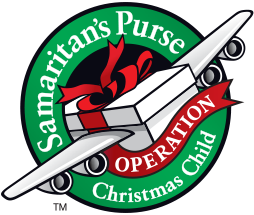 Samaritan's Purse
OPERATION
Christmas Child
TM